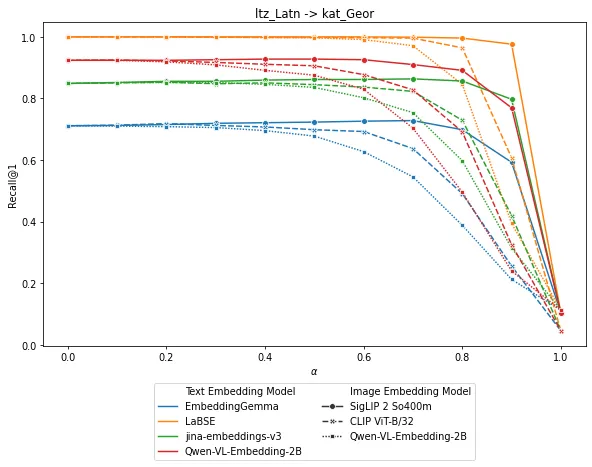 ltz_Latn -> kat_Geor
Recall@1
1.0
0.8
0.6
0.4
0.2
0.0
0.0 0.2 0.4 0.6 0.8 1.0
α
Text Embedding Model
EmbeddingGemma
LaBSE
jina-embeddings-v3
Qwen-VL-Embedding-2B
Image Embedding Model
SigLIP 2 So400m
CLIP ViT-B/32
Qwen-VL-Embedding-2B